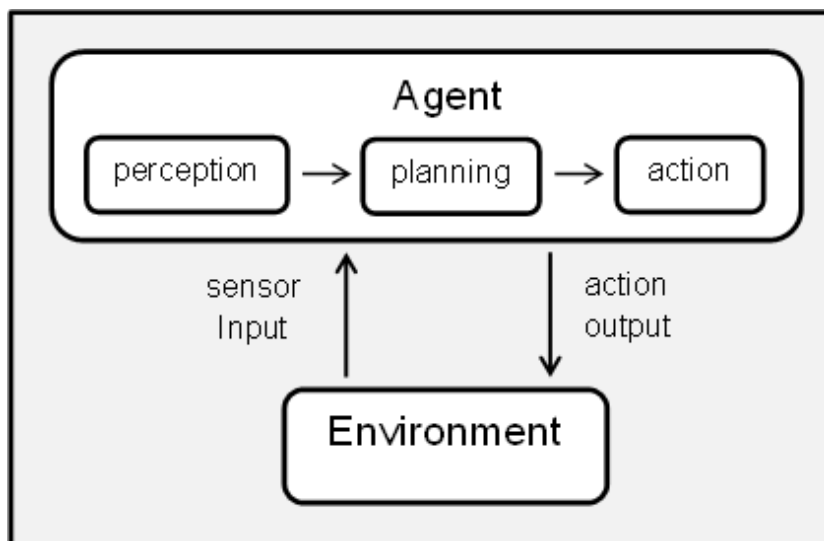 Agent
perception
planning
action
sensor
Input
action
output
Environment